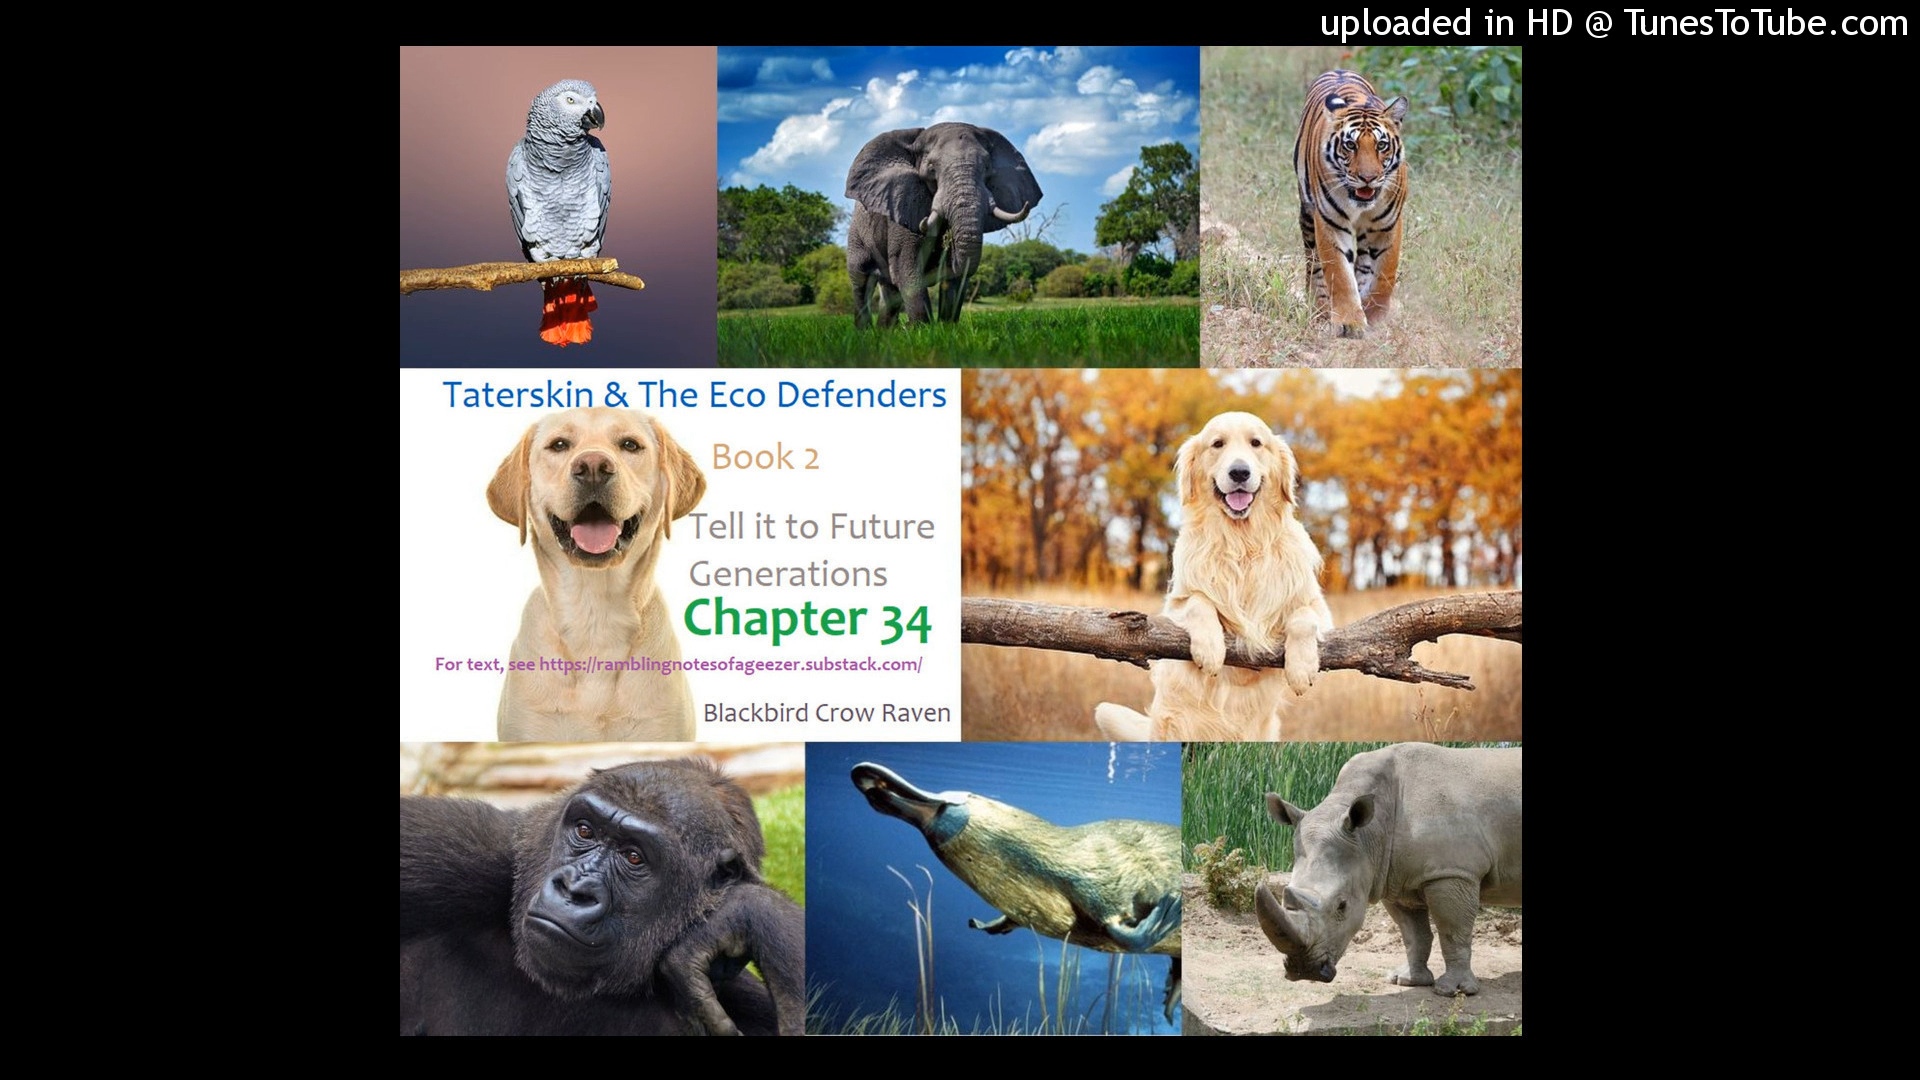 uploaded in HD @ TunesToTube.com
Taterskin & The Eco Defenders
Book 2
Tell it to Future
Generations
Chapter 34
For text, see https://ramblingnotesofageezer.substack.com/
Blackbird Crow Raven